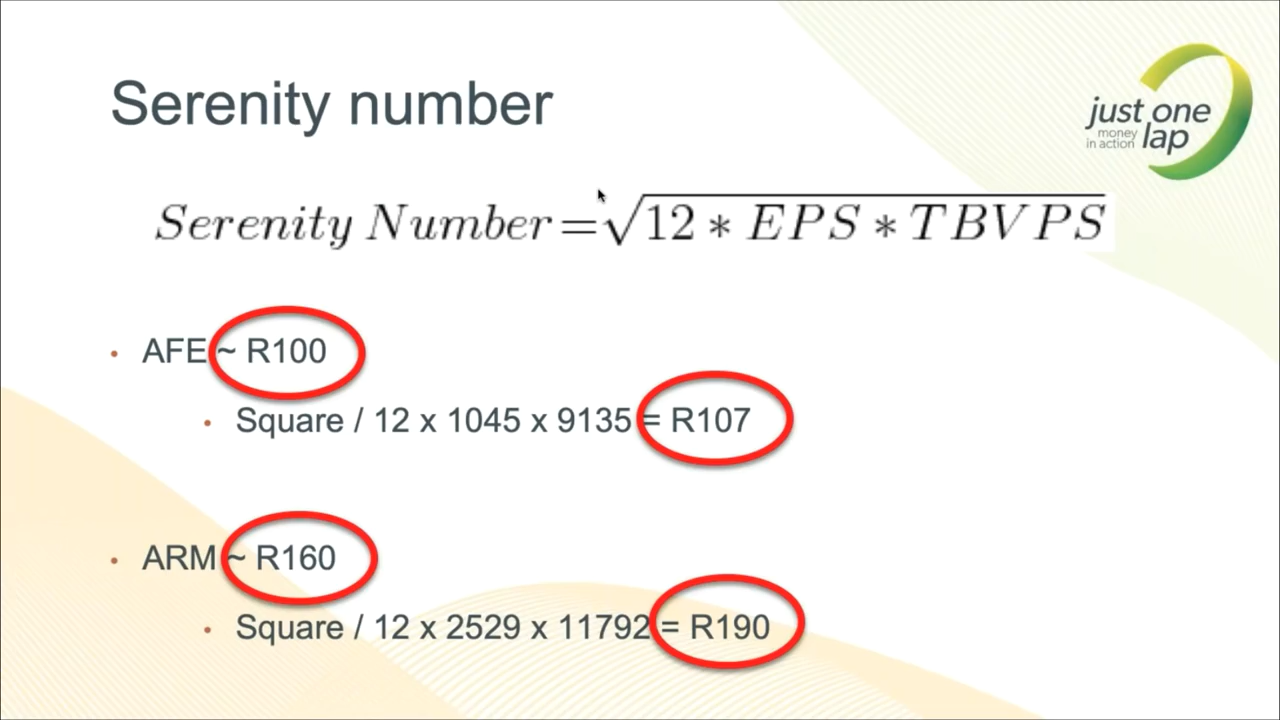 Serenity number
just one
money
in action lap
Serenity Number = √12 * EPS * TBVPS
• AFE ~ R100
• Square / 12 x 1045 x 9135 = R107
• ARM ~ R160
• Square / 12 x 2529 x 11792 = R190